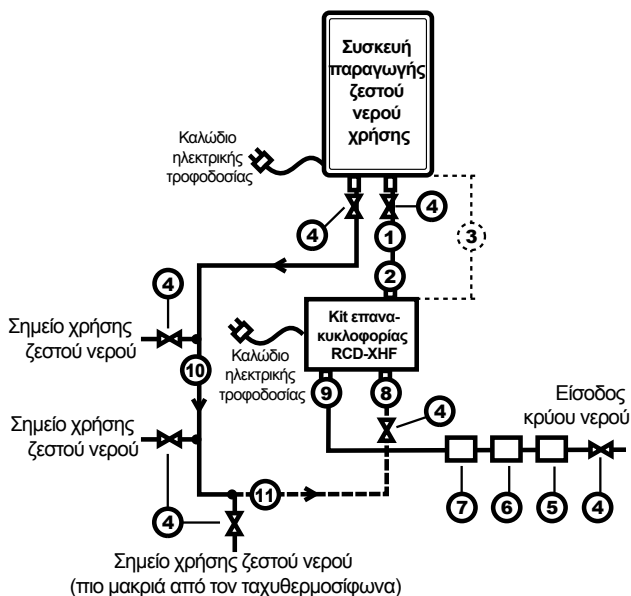 Συσκευή
παραγωγής
ζεστού
νερού
χρήσης
Καλώδιο
ηλεκτρικής
τροφοδοσίας
4
4
1
3
2
4
Σημείο χρήσης
ζεστού νερού
Kit επανα-
κυκλοφορίας
RCD-XHF
Καλώδιο
ηλεκτρικής
τροφοδοσίας
10
9
8
4
Είσοδος
κρύου νερού
Σημείο χρήσης
ζεστού νερού
11
4
7
6
5
4
Σημείο χρήσης ζεστού νερού
(πιο μακριά από τον ταχυθερμοσίφωνα)